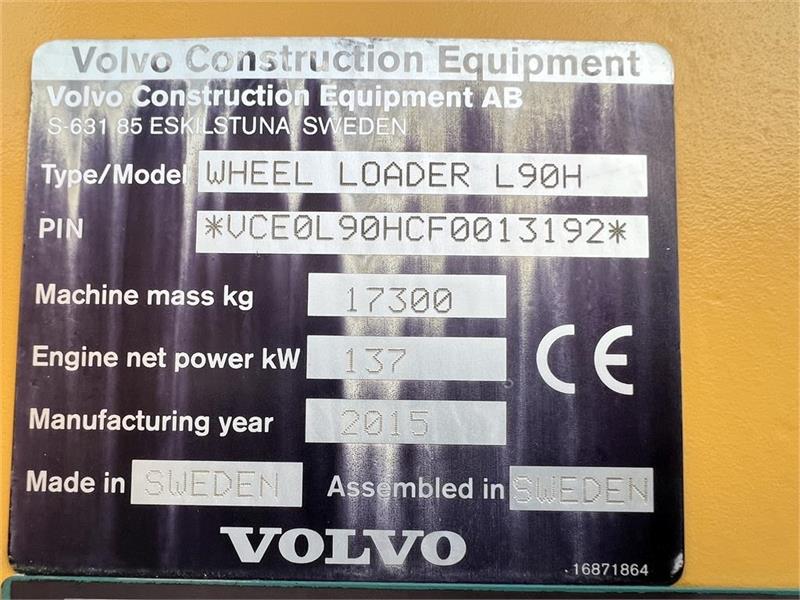 Volvo Construction Equipment
Volvo Construction Equipment AB
S-631 85 ESKILSTUNA, SWEDEN
Type/Model WHEEL LOADER L90H
PIN *VCE0L90HCF0013192*
Machine mass kg 17300
Engine net power kW 137
CE
Manufacturing year 2015
Made in SWEDEN Assembled in SWEDEN
VOLVO
16871864